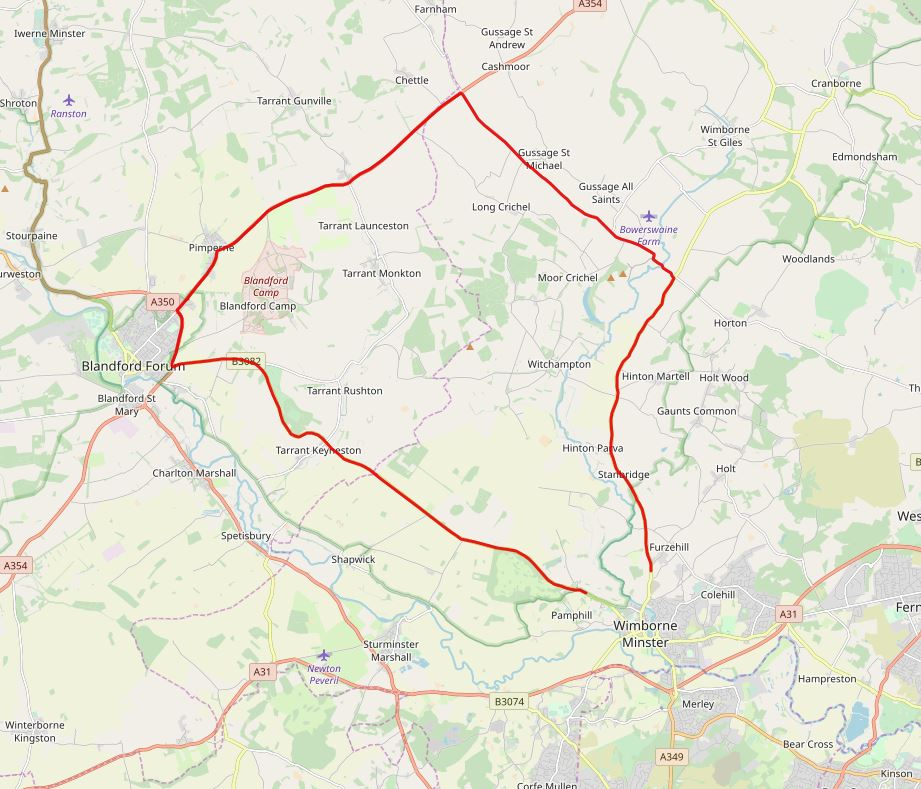 Farnham
A354
Iwerne Minster
Gussage St
Andrew
Cashmoor
Chettle
Cranborne
Shroton
Ranston
Tarrant Gunville
Wimborne
St Giles
Edmondsham
Gussage St
Michael
Gussage All
Saints
Long Crichel
Bowerswaine
Farm
Tarrant Launceston
Stourpaine
Pimperne
Woodlands
Tarrant Monkton
Moor Crichel
urweston
Blandford
Camp
A350
Blandford Camp
Horton
Blandford Forum
B3082
Witchampton
Hinton Martell
Holt Wood
Th
Tarrant Rushton
Blandford St
Mary
Gaunts Common
Tarrant Keyneston
Hinton Parva
Holt
B
Charlton Marshall
Stanbridge
Wes
Spetisbury
Furzehill
Shapwick
A354
Colehill
Fern
Pamphill
A31
Wimborne
Minster
Sturminster
Marshall
Newton
Peveril
A31
Hampreston
B3074
Merley
Winterborne
Kingston
Bear Cross
A349
Kinson
Corfe Mullen